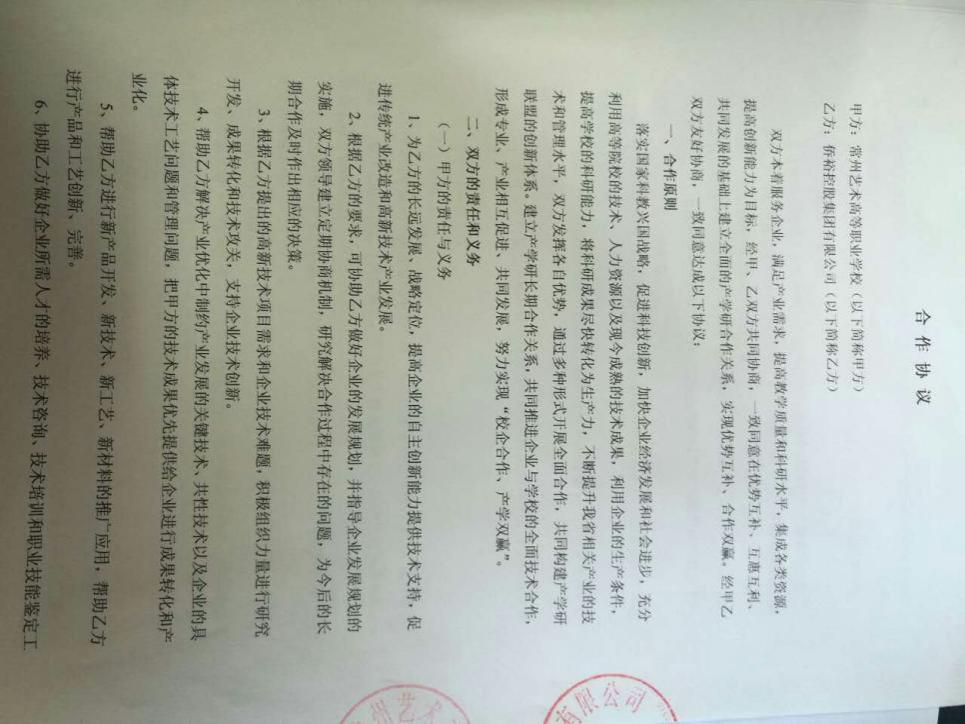 合作协议
甲方：常州艺术高等职业学校（以下简称甲方）
乙方：侨裕控股集团有限公司（以下简称乙方）
双方本着服务企业，满足产业需求，提高教学质量和科研水平，集成各类资源，
提高创新能力为目标，经甲、乙双方共同协商，一致同意在优势互补、互惠互利、
共同发展的基础上建立全面的产学研合作关系，实现优势互补、合作双赢。经甲乙
双方友好协商，一致同意达成以下协议：
一、合作原则
落实国家科教兴国战略，促进科技创新，加快企业经济发展和社会进步，充分
利用高等院校的技术、人力资源以及现今成熟的技术成果，利用企业的生产条件，
提高学校的科研能力，将科研成果尽快转化为生产力，不断提升我省相关产业的技
术和管理水平，双方发挥各自优势，通过多种形式开展全面合作，共同构建产学研
联盟的创新体系。建立产学研长期合作关系，共同推进企业与学校的全面技术合作，
形成专业、产业相互促进、共同发展，努力实现“校企合作、产学双赢”。
二、双方的责任和义务
（一）甲方的责任与义务
1、为乙方的长远发展、战略定位，提高企业的自主创新能力提供技术支持，促
进传统产业改造和高新技术产业发展。
2、根据乙方的要求，可协助乙方做好企业的发展规划，并指导企业发展规划的
实施，双方领导建立定期协商机制，研究解决合作过程中存在的问题，为今后的长
期合作及时作出相应的决策。
3、根据乙方提出的高新技术项目需求和企业技术难题，积极组织力量进行研究
开发、成果转化和技术攻关，支持企业技术创新。
4、帮助乙方解决产业优化中制约产业发展的关键技术、共性技术以及企业的具
体技术工艺问题和管理问题，把甲方的技术成果优先提供给企业进行成果转化和产
业化。
5、帮助乙方进行新产品开发、新技术、新工艺、新材料的推广应用，帮助乙方
进行产品和工艺创新、完善。
6、协助乙方做好企业所需人才的培养、技术咨询、技术培训和职业技能鉴定工
有限公司
州艺术